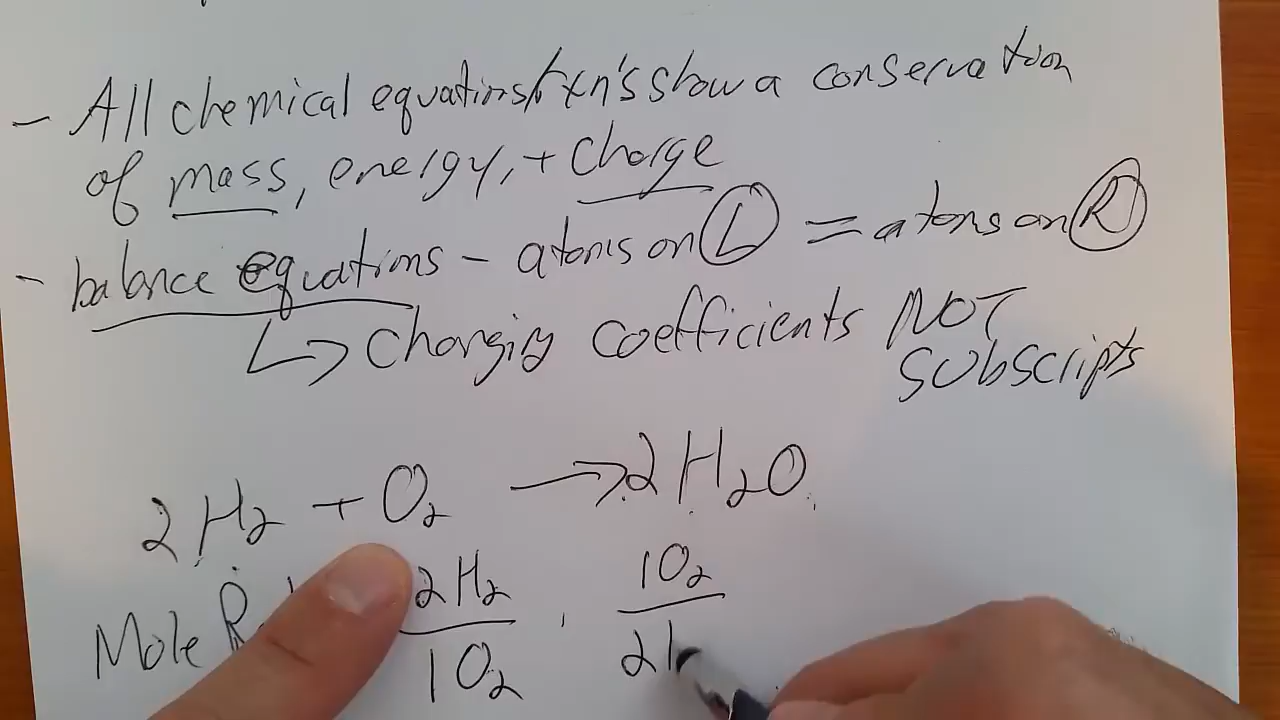 - All chemical equations/rxn's show a conservation
of mass, energy, + charge
- balance equations - atoms on L = atoms on R
↳ Changing coefficients NOT
subscripts
2H₂ + O₂ → 2H₂O
Mole 2H₂ / 1O₂ , 1O₂ / 2